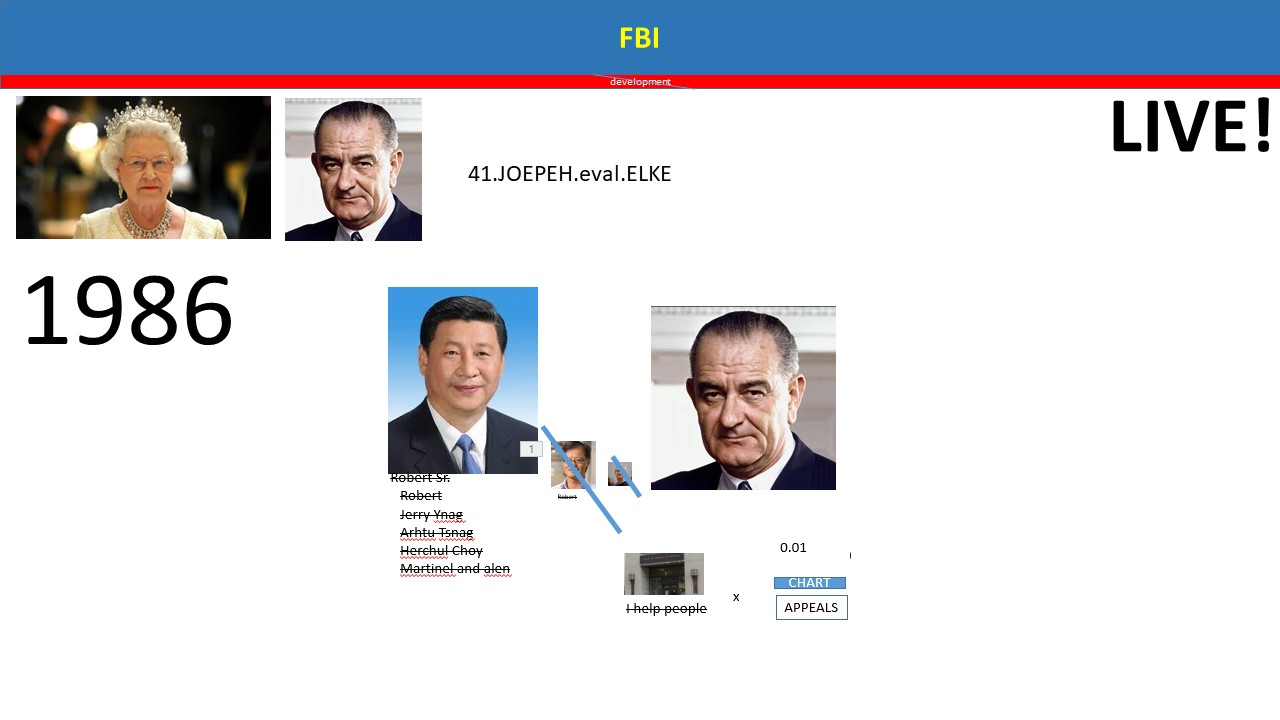 FBI
development
LIVE!
41.JOEPEH.eval.ELKE
1986
1
Robert Sr.
Robert
Robert
Jerry Ynag
Arhtu Tsnag
Herchul Choy
Martinel and alen
0.01
CHART
x
I help people
APPEALS